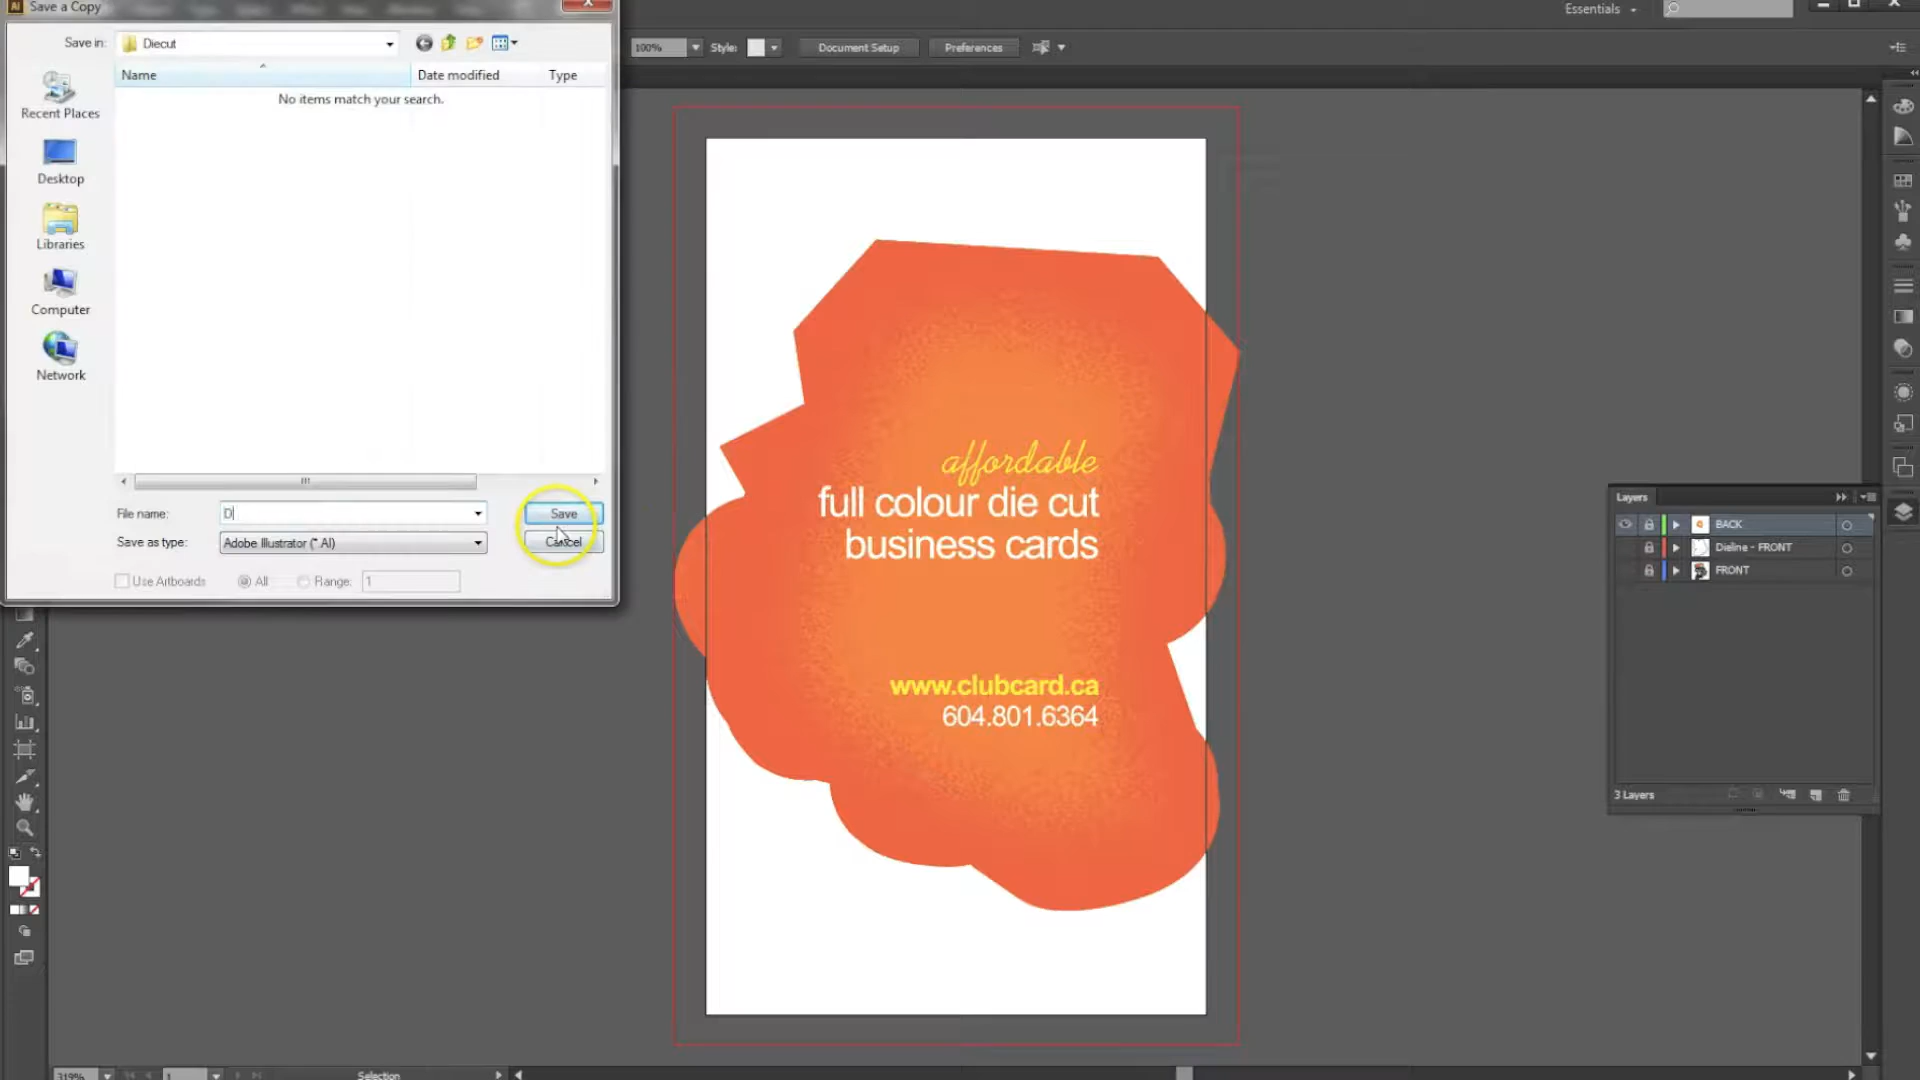 Save a Copy
Essentials
Save in:
Diecut
100%
Style:
Document Setup
Preferences
Name
Date modified
Type
No items match your search.
Recent Places
Desktop
Libraries
Computer
Network
affordable
full colour die cut
business cards
www.clubcard.ca
604.801.6364
File name:
D
Save
Save as type:
Adobe Illustrator (*.AI)
Cancel
Use Artboards
All
Range:
1
Layers
BACK
Dieline - FRONT
FRONT
3 Layers
319%
1
Selection